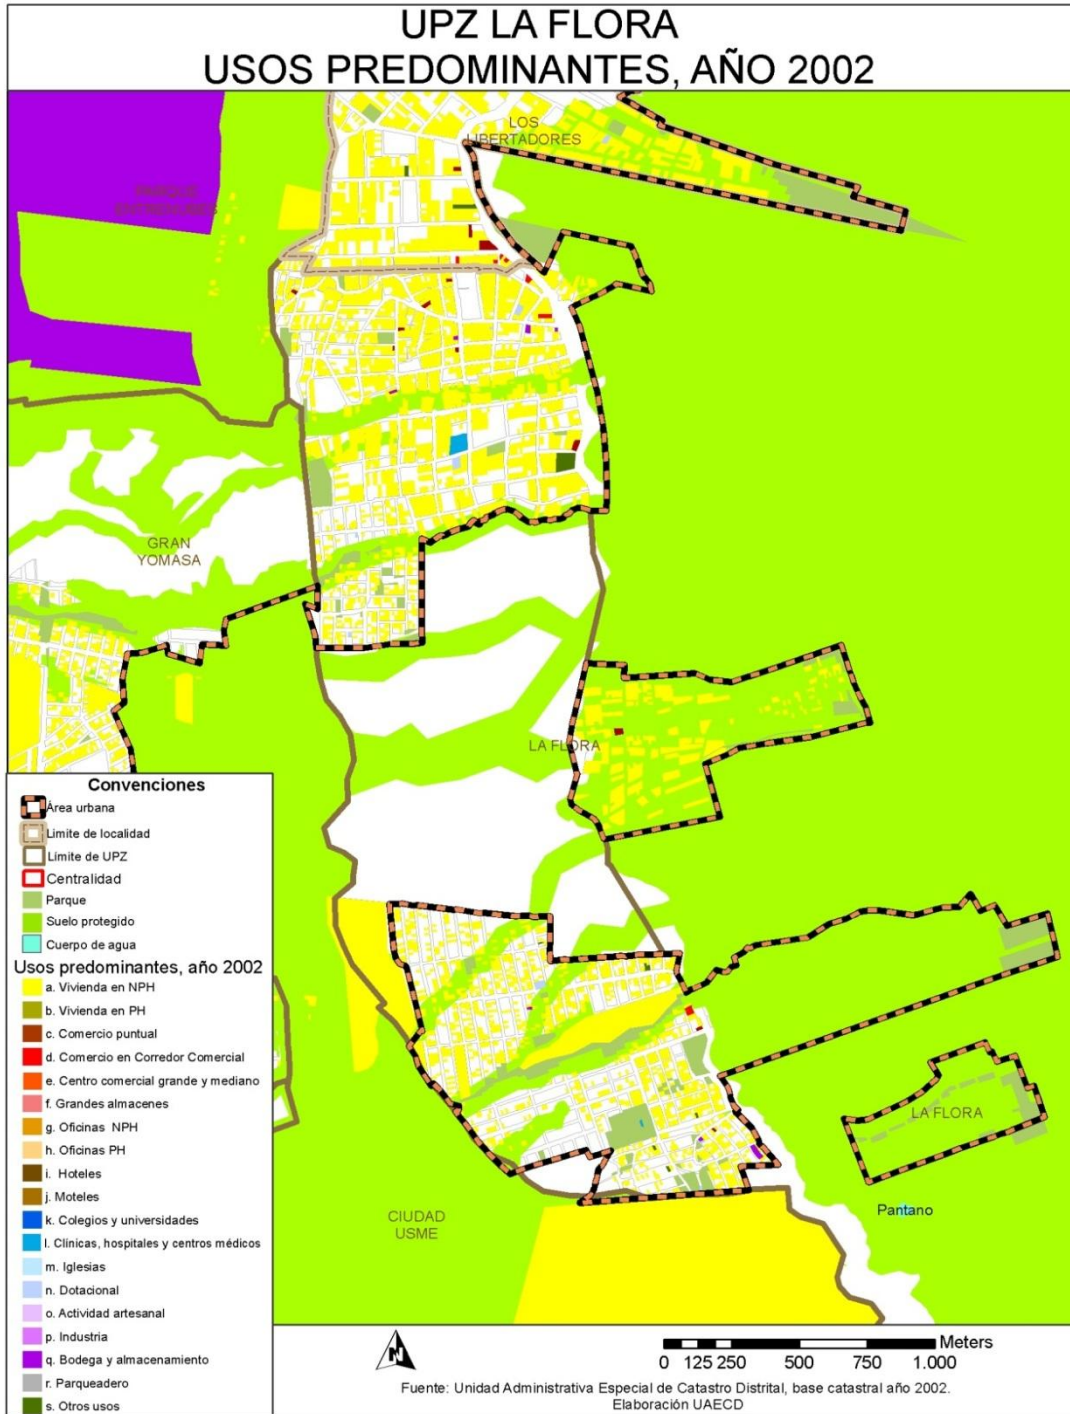 UPZ LA FLORA
USOS PREDOMINANTES, AÑO 2002
LOS
LIBERTADORES
PARQUE
ENTRENUBES
GRAN
YOMASA
LA FLORA
LA FLORA
Pantano
CIUDAD
USME
Convenciones
Área urbana
Limite de localidad
Límite de UPZ
Centralidad
Parque
Suelo protegido
Cuerpo de agua
Usos predominantes, año 2002
a. Vivienda en NPH
b. Vivienda en PH
c. Comercio puntual
d. Comercio en Corredor Comercial
e. Centro comercial grande y mediano
f. Grandes almacenes
g. Oficinas NPH
h. Oficinas PH
i. Hoteles
j. Moteles
k. Colegios y universidades
l. Clínicas, hospitales y centros médicos
m. Iglesias
n. Dotacional
o. Actividad artesanal
p. Industria
q. Bodega y almacenamiento
r. Parqueadero
s. Otros usos
N
Meters
0 125 250 500 750 1.000
Fuente: Unidad Administrativa Especial de Catastro Distrital, base catastral año 2002.
Elaboración UAECD